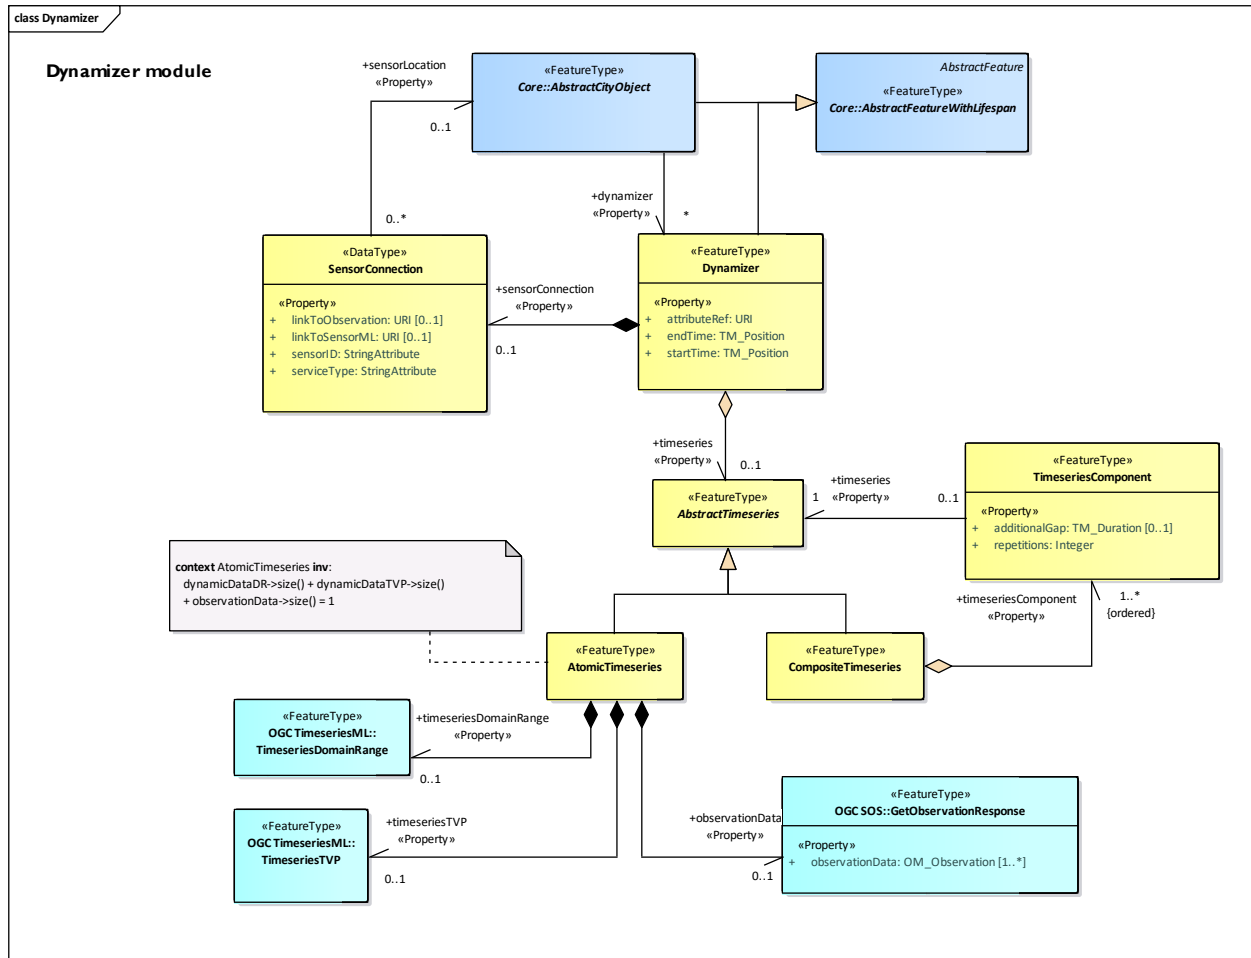 class Dynamizer
Dynamizer module
+sensorLocation
«Property»
0..1
0..*
«FeatureType»
Core::AbstractCityObject
AbstractFeature
«FeatureType»
Core::AbstractFeatureWithLifespan
+dynamizer
«Property»
*
«DataType»
SensorConnection
«Property»
+ linkToObservation: URI [0..1]
+ linkToSensorML: URI [0..1]
+ sensorID: StringAttribute
+ serviceType: StringAttribute
+sensorConnection
«Property»
0..1
«FeatureType»
Dynamizer
«Property»
+ attributeRef: URI
+ endTime: TM_Position
+ startTime: TM_Position
+timeseries
«Property»
0..1
«FeatureType»
AbstractTimeseries
1
+timeseries
«Property»
0..1
«FeatureType»
TimeseriesComponent
«Property»
+ additionalGap: TM_Duration [0..1]
+ repetitions: Integer
+timeseriesComponent
«Property»
1..*
{ordered}
context AtomicTimeseries inv:
dynamicDataDR->size() + dynamicDataTVP->size()
+ observationData->size() = 1
«FeatureType»
AtomicTimeseries
«FeatureType»
CompositeTimeseries
«FeatureType»
OGC TimeseriesML::
TimeseriesDomainRange
+timeseriesDomainRange
«Property»
0..1
«FeatureType»
OGC TimeseriesML::
TimeseriesTVP
+timeseriesTVP
«Property»
0..1
+observationData
«Property»
0..1
«FeatureType»
OGC SOS::GetObservationResponse
«Property»
+ observationData: OM_Observation [1..*]